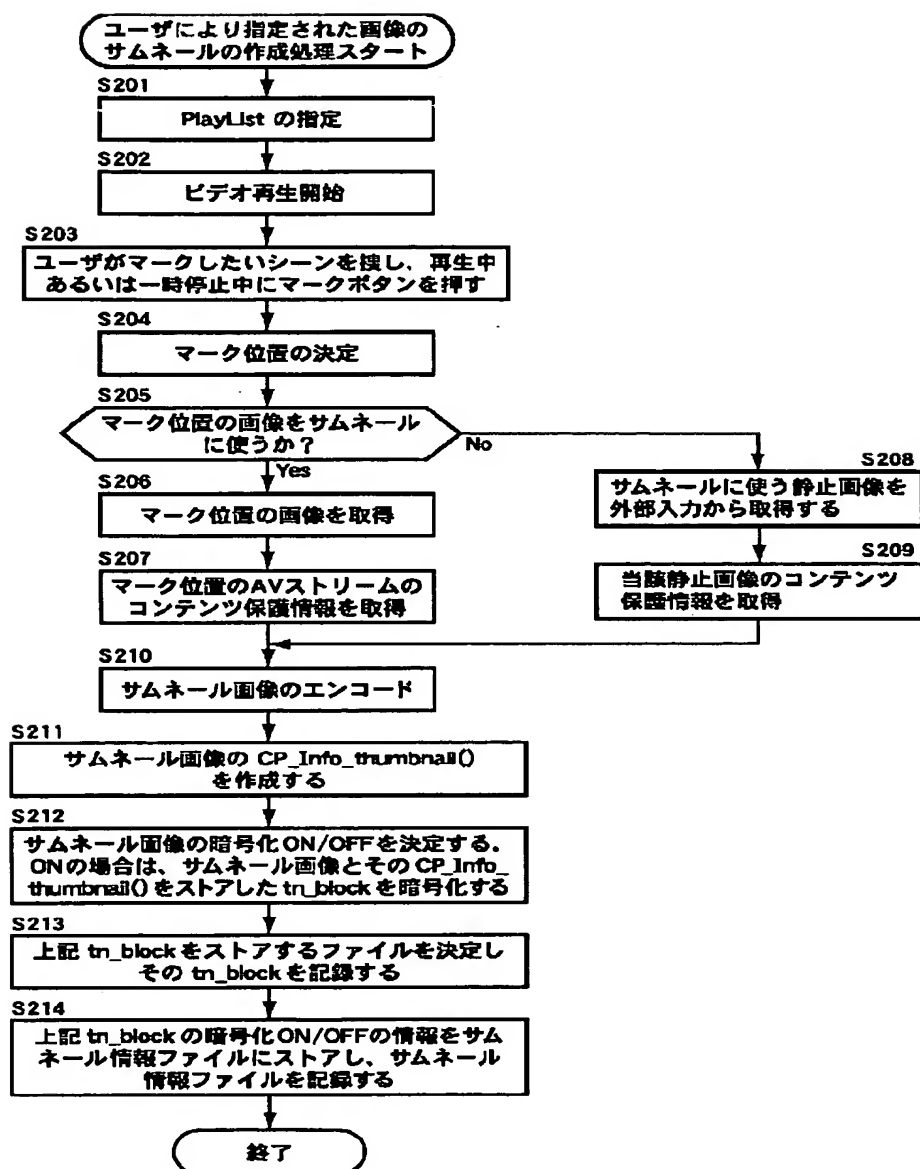 ユーザにより指定された画像の
サムネールの作成処理スタート
S201
PlayList の指定
S202
ビデオ再生開始
S203
ユーザがマークしたいシーンを捜し、再生中
あるいは一時停止中にマークボタンを押す
S204
マーク位置の決定
S205
マーク位置の画像をサムネール
に使うか？
No
Yes
S206
マーク位置の画像を取得
S207
マーク位置のAVストリームの
コンテンツ保護情報を取得
S208
サムネールに使う静止画像を
外部入力から取得する
S209
当該静止画像のコンテンツ
保護情報を取得
S210
サムネール画像のエンコード
S211
サムネール画像の CP_Info_thumbnail()
を作成する
S212
サムネール画像の暗号化ON/OFFを決定する。
ONの場合は、サムネール画像とその CP_Info_
thumbnail() をストアした tn_block を暗号化する
S213
上記 tn_block をストアするファイルを決定し
その tn_block を記録する
S214
上記 tn_block の暗号化ON/OFFの情報をサム
ネール情報ファイルにストアし、サムネール
情報ファイルを記録する
終了